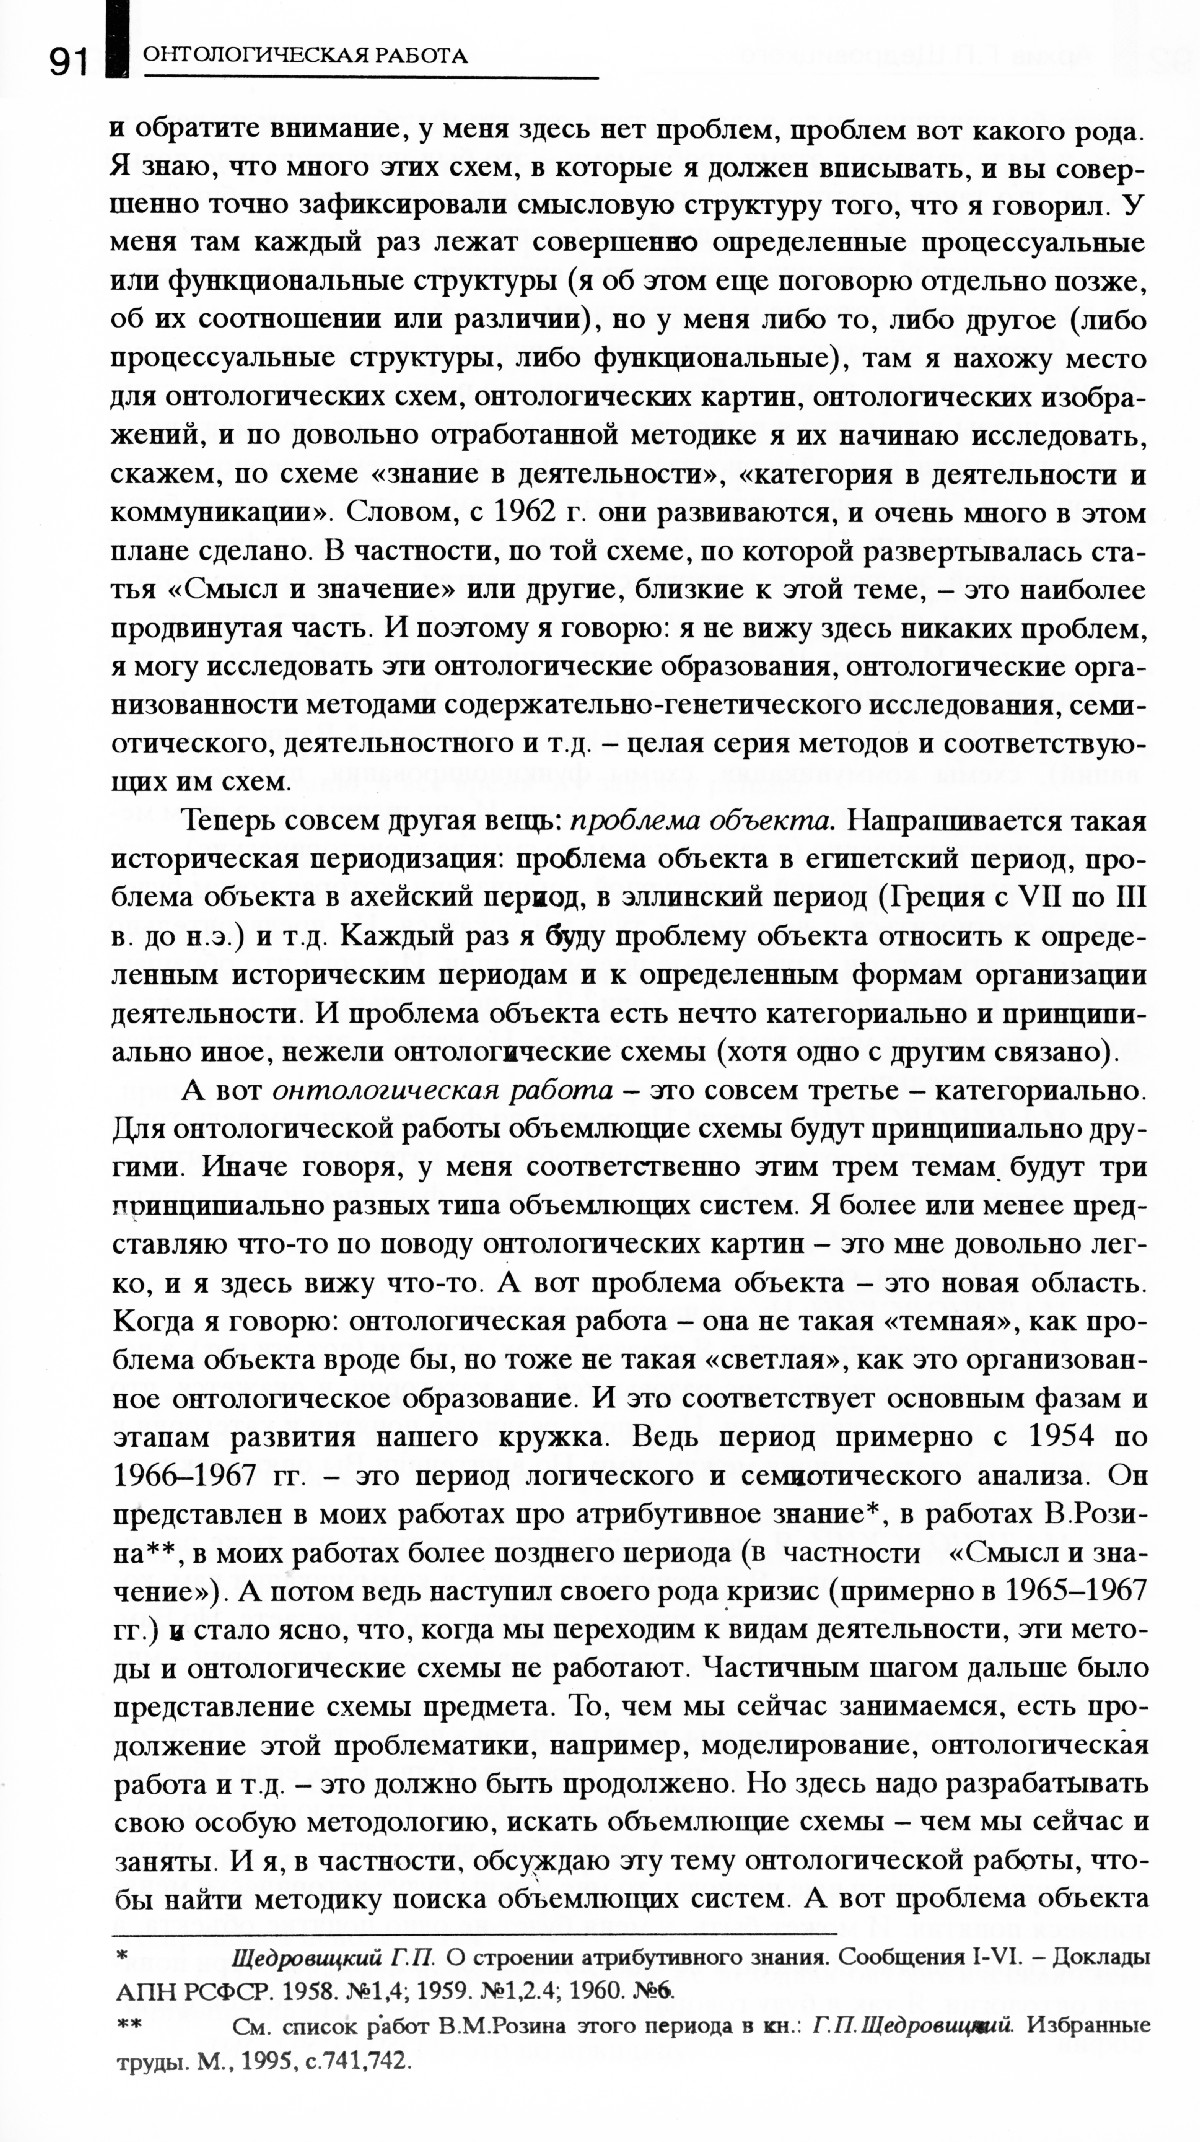 91 ОНТОЛОГИЧЕСКАЯ РАБОТА
и обратите внимание, у меня здесь нет проблем, проблем вот какого рода.
Я знаю, что много этих схем, в которые я должен вписывать, и вы совер-
шенно точно зафиксировали смысловую структуру того, что я говорил. У
меня там каждый раз лежат совершенно определенные процессуальные
или функциональные структуры (я об этом еще поговорю отдельно позже,
об их соотношении или различии), но у меня либо то, либо другое (либо
процессуальные структуры, либо функциональные), там я нахожу место
для онтологических схем, онтологических картин, онтологических изобра-
жений, и по довольно отработанной методике я их начинаю исследовать,
скажем, по схеме «знание в деятельности», «категория в деятельности и
коммуникации». Словом, с 1962 г. они развиваются, и очень много в этом
плане сделано. В частности, по той схеме, по которой развертывалась ста-
тья «Смысл и значение» или другие, близкие к этой теме, – это наиболее
продвинутая часть. И поэтому я говорю: я не вижу здесь никаких проблем,
я могу исследовать эти онтологические образования, онтологические орга-
низованности методами содержательно-генетического исследования, семи-
отического, деятельностного и т.д. – целая серия методов и соответствую-
щих им схем.
Теперь совсем другая вещь: проблема объекта. Напрашивается такая
историческая периодизация: проблема объекта в египетский период, про-
блема объекта в ахейский период, в эллинский период (Греция с VII по III
в. до н.э.) и т.д. Каждый раз я буду проблему объекта относить к опреде-
ленным историческим периодам и к определенным формам организации
деятельности. И проблема объекта есть нечто категориально и принципи-
ально иное, нежели онтологические схемы (хотя одно с другим связано).
А вот онтологическая работа – это совсем третье – категориально.
Для онтологической работы объемлющие схемы будут принципиально дру-
гими. Иначе говоря, у меня соответственно этим трем темам будут три
принципиально разных типа объемлющих систем. Я более или менее пред-
ставляю что-то по поводу онтологических картин – это мне довольно лег-
ко, и я здесь вижу что-то. А вот проблема объекта – это новая область.
Когда я говорю: онтологическая работа – она не такая «темная», как про-
блема объекта вроде бы, но тоже не такая «светлая», как это организован-
ное онтологическое образование. И это соответствует основным фазам и
этапам развития нашего кружка. Ведь период примерно с 1954 по
1966–1967 гг. – это период логического и семиотического анализа. Он
представлен в моих работах про атрибутивное знание*, в работах В.Рози-
на**, в моих работах более позднего периода (в частности «Смысл и зна-
чение»). А потом ведь наступил своего рода кризис (примерно в 1965–1967
гг.) и стало ясно, что, когда мы переходим к видам деятельности, эти мето-
ды и онтологические схемы не работают. Частичным шагом дальше было
представление схемы предмета. То, чем мы сейчас занимаемся, есть про-
должение этой проблематики, например, моделирование, онтологическая
работа и т.д. – это должно быть продолжено. Но здесь надо разрабатывать
свою особую методологию, искать объемлющие схемы – чем мы сейчас и
заняты. И я, в частности, обсуждаю эту тему онтологической работы, что-
бы найти методику поиска объемлющих систем. А вот проблема объекта
* Щедровицкий Г.П. О строении атрибутивного знания. Сообщения I-VI. – Доклады
АПН РСФСР. 1958. №1,4; 1959. №1,2.4; 1960. №6.
** См. список работ В.М.Розина этого периода в кн.: Г.П.Щедровицкий. Избранные
труды. М., 1995, с.741,742.